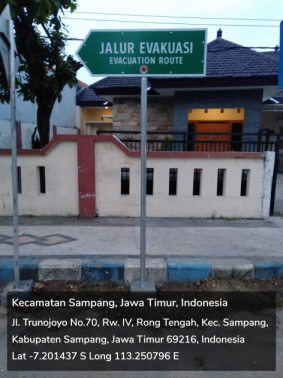 JALUR EVAKUASI
EVACUATION ROUTE
Kecamatan Sampang, Jawa Timur, Indonesia
Jl. Trunojoyo No.70, Rw. IV, Rong Tengah, Kec. Sampang,
Kabupaten Sampang, Jawa Timur 69216, Indonesia
Lat -7.201437 S Long 113.250796 E